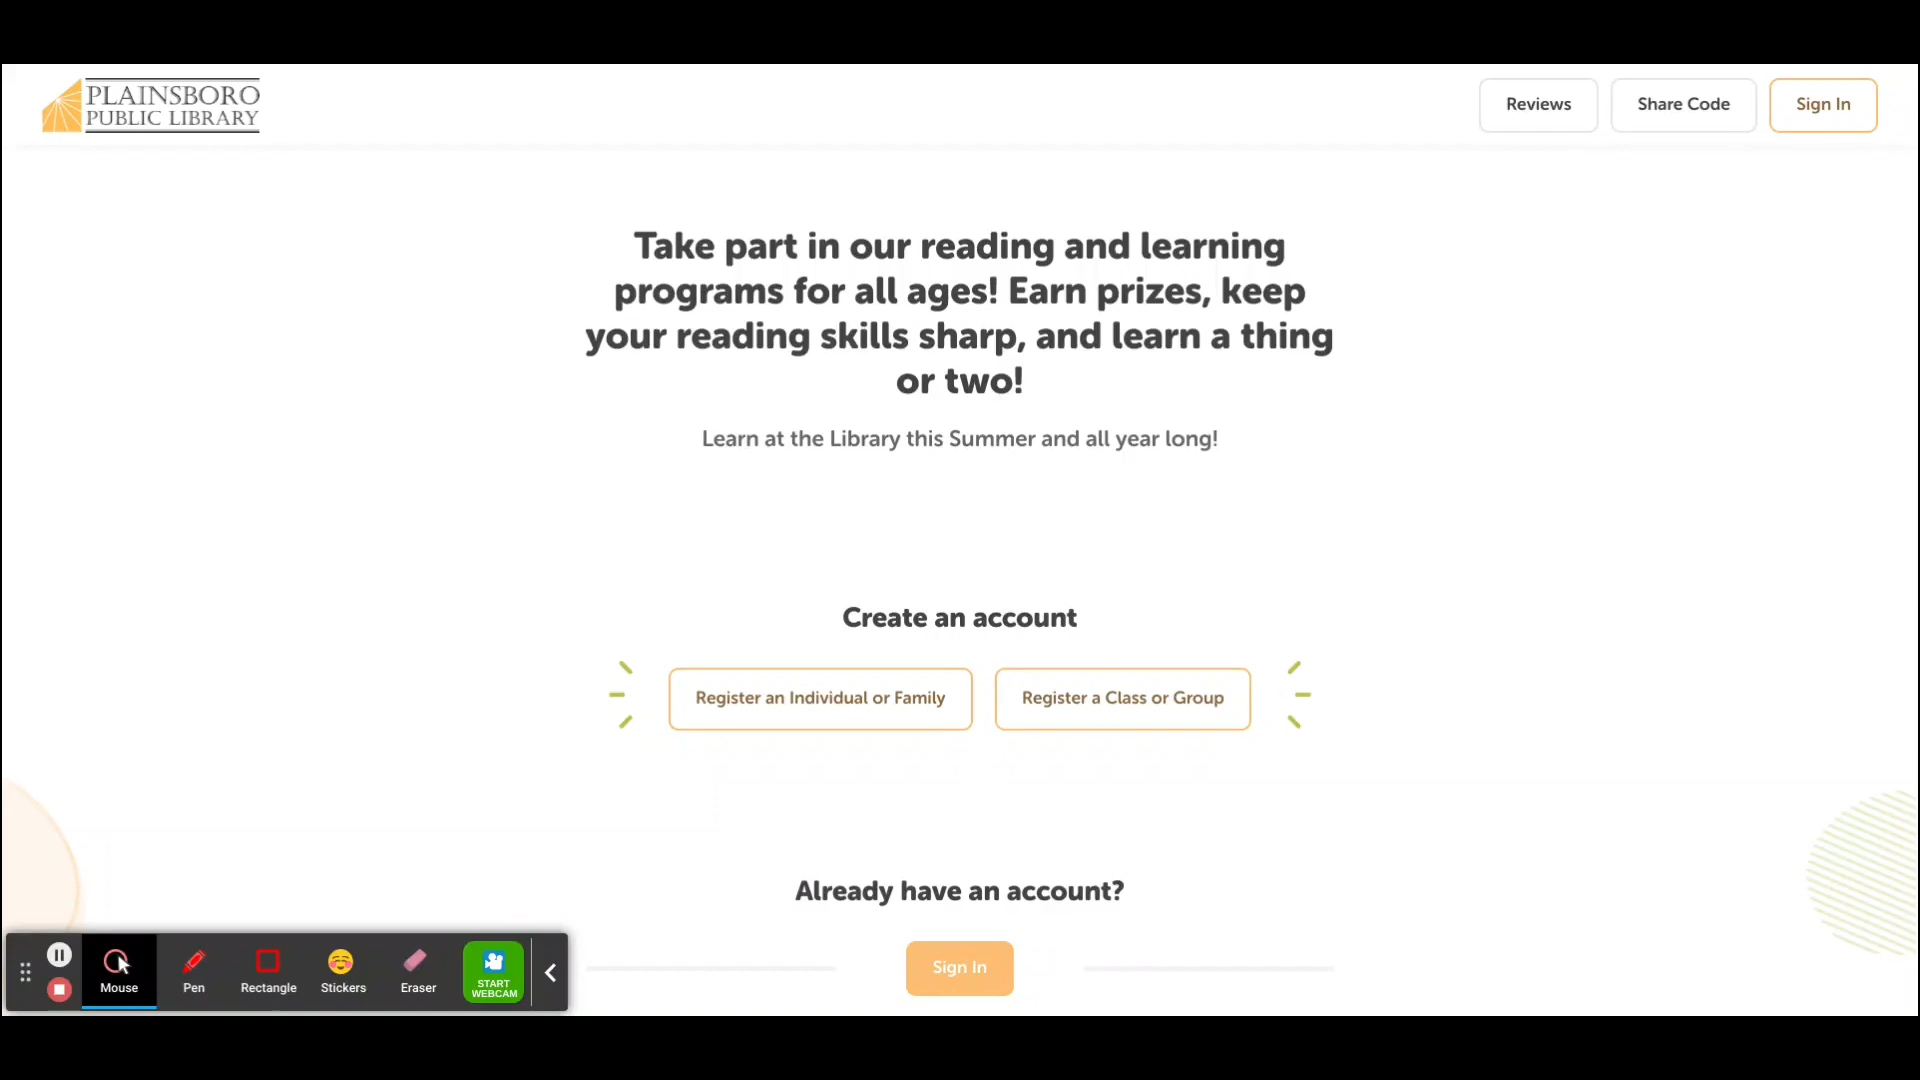 PLAINSBORO
PUBLIC LIBRARY
Reviews
Share Code
Sign In
Take part in our reading and learning
programs for all ages! Earn prizes, keep
your reading skills sharp, and learn a thing
or two!
Learn at the Library this Summer and all year long!
Create an account
Register an Individual or Family
Register a Class or Group
Already have an account?
Sign In
Mouse
Pen
Rectangle
Stickers
Eraser
START
WEBCAM